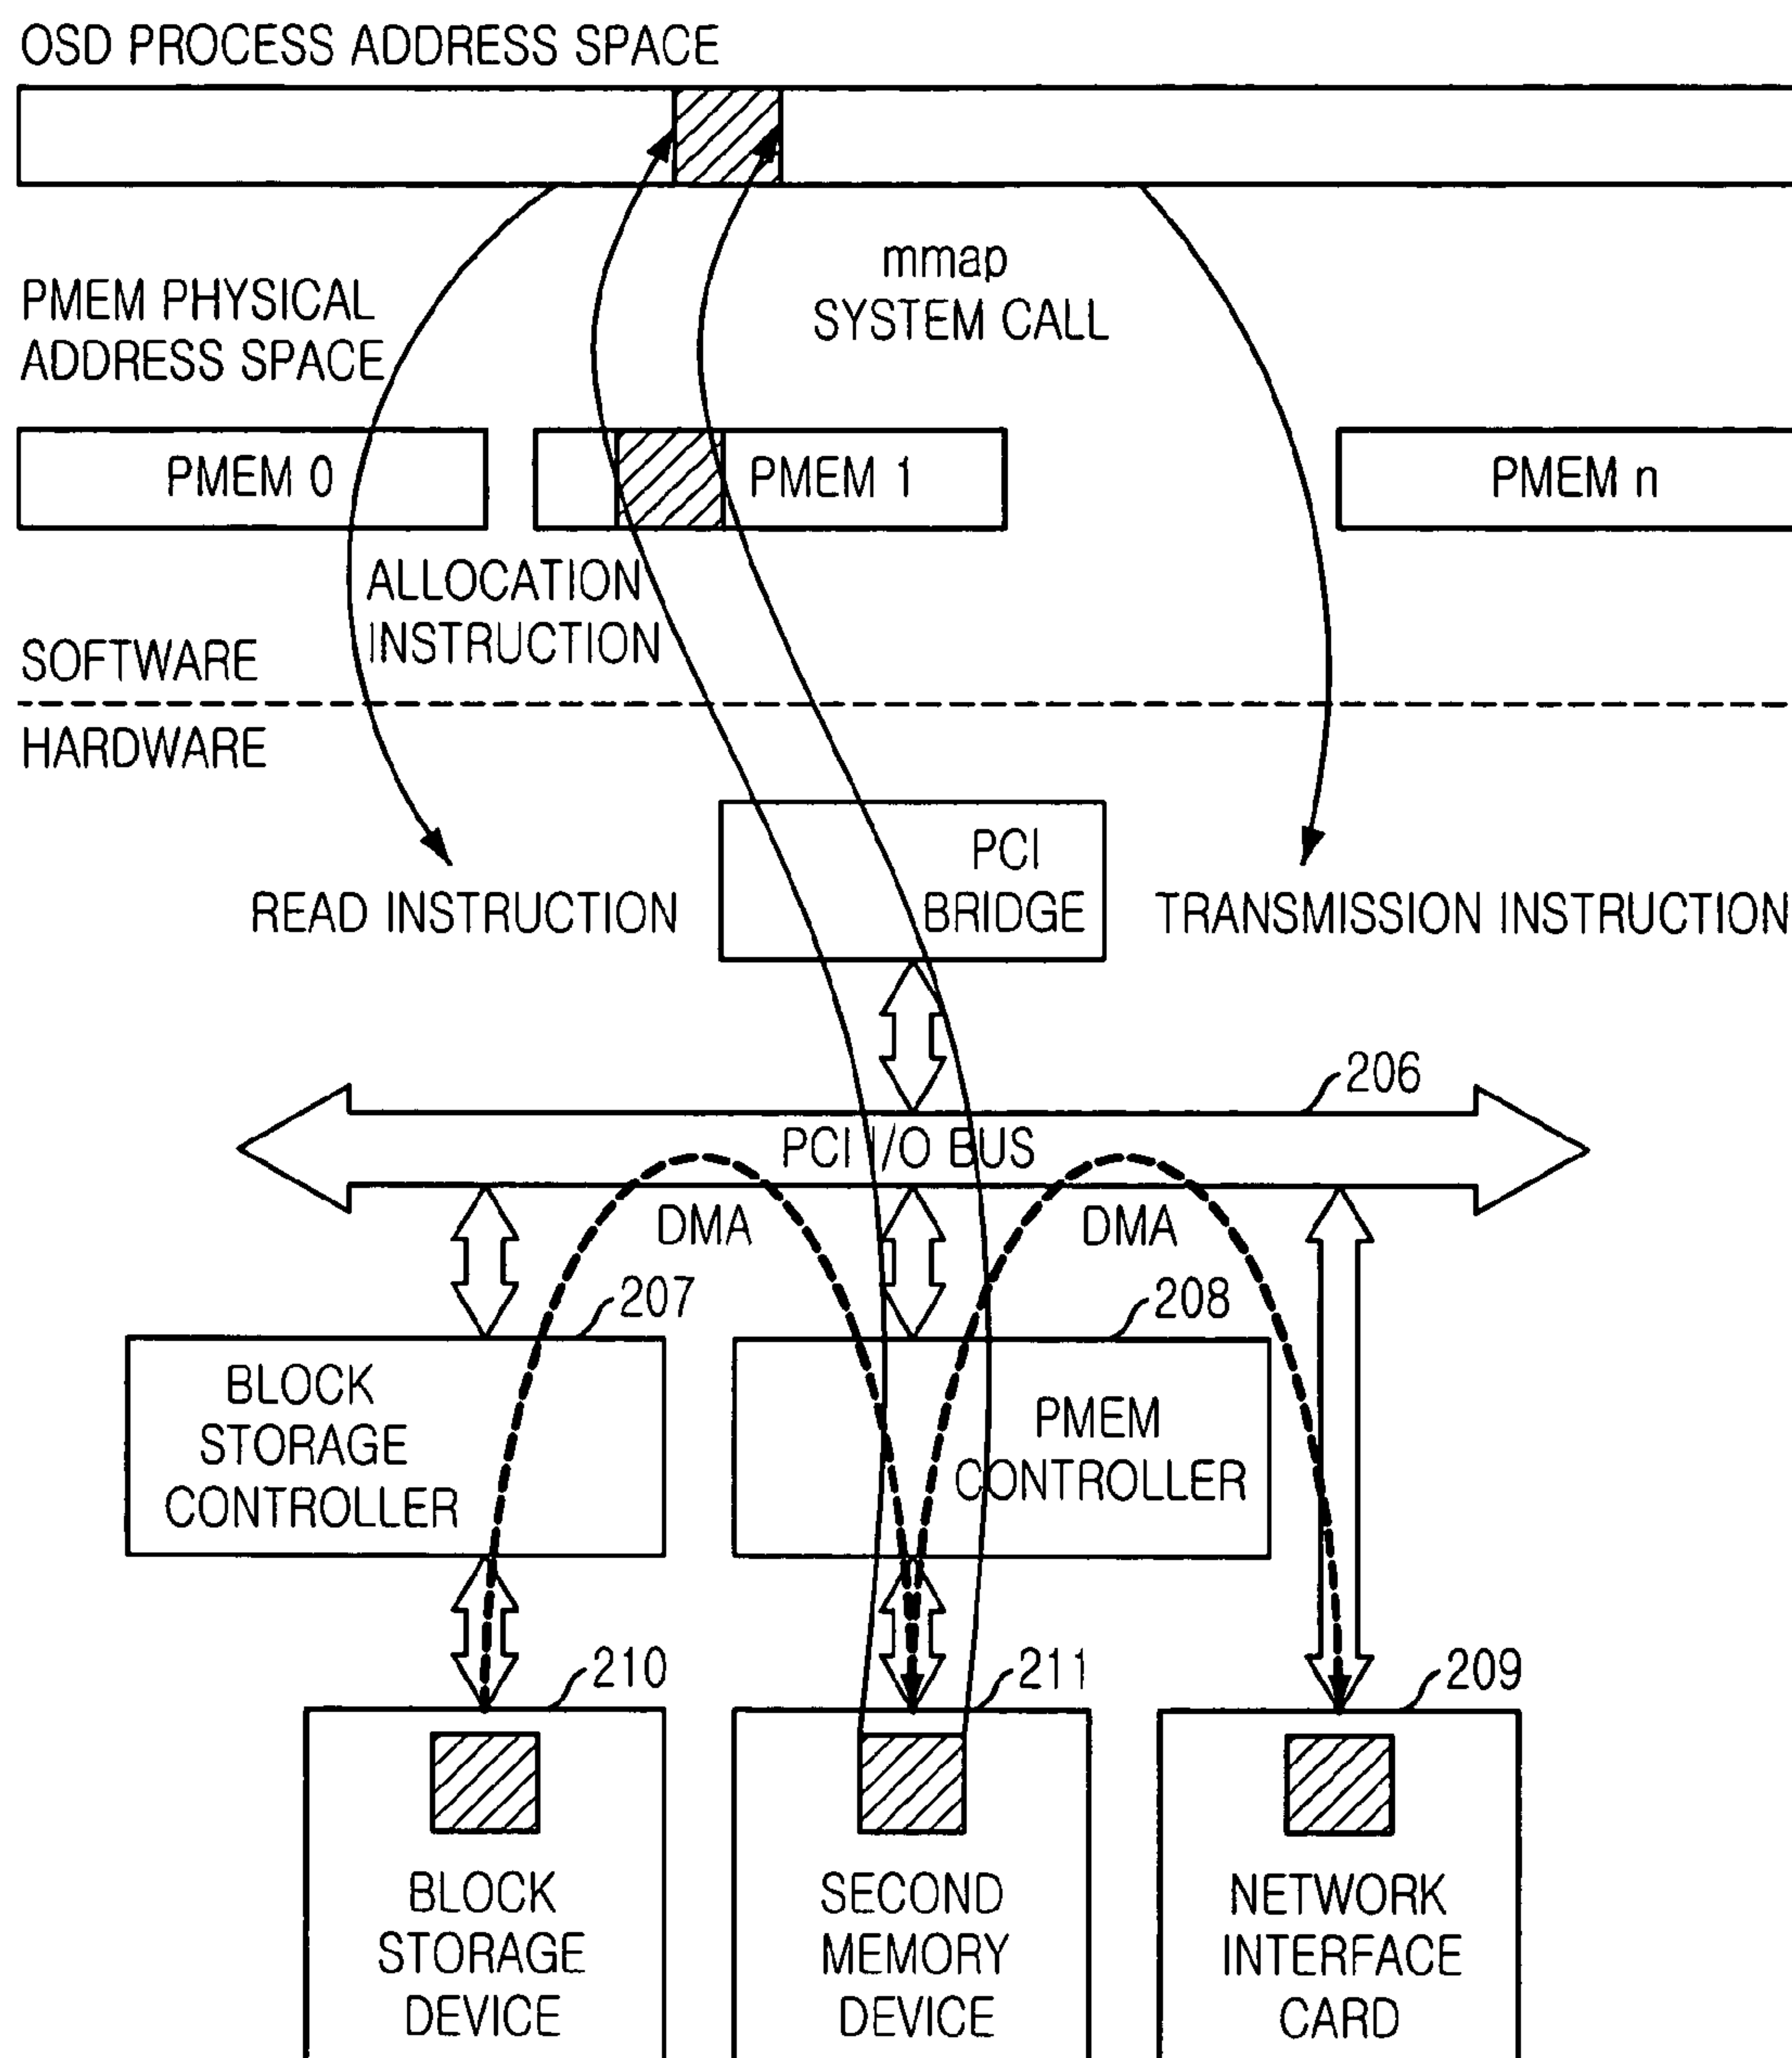 OSD PROCESS ADDRESS SPACE
mmap
SYSTEM CALL
PMEM PHYSICAL
ADDRESS SPACE
PMEM 0
PMEM 1
PMEM n
ALLOCATION
INSTRUCTION
SOFTWARE
HARDWARE
PCI
BRIDGE
READ INSTRUCTION
TRANSMISSION INSTRUCTION
206
PCI I/O BUS
DMA
DMA
207
208
BLOCK
STORAGE
CONTROLLER
PMEM
CONTROLLER
210
211
209
BLOCK
STORAGE
DEVICE
SECOND
MEMORY
DEVICE
NETWORK
INTERFACE
CARD